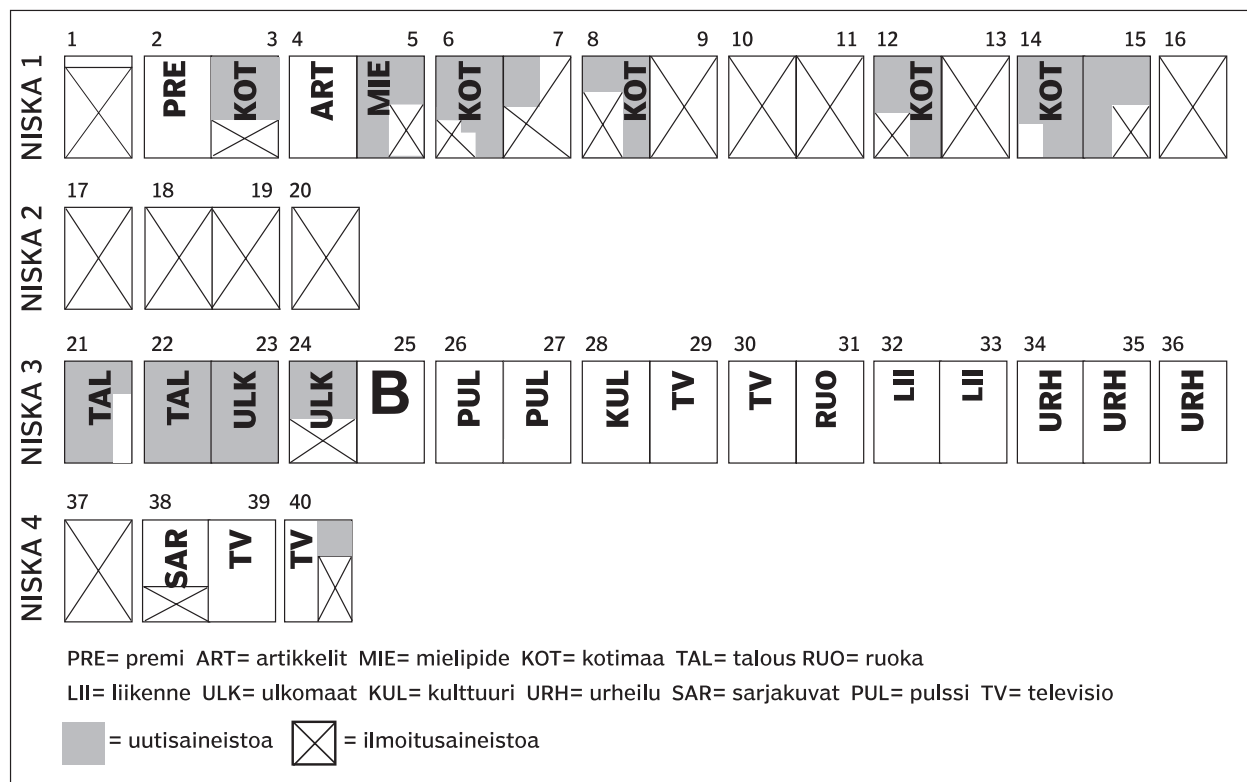 1 2 3 4 5 6 7 8 9 10 11 12 13 14 15 16
NISKA 1
PRE KOT ART MIE KOT KOT KOT KOT
17 18 19 20
NISKA 2
21 22 23 24 25 26 27 28 29 30 31 32 33 34 35 36
NISKA 3
TAL TAL ULK ULK B PUL PUL KUL TV TV RUO LII LII URH URH URH
37 38 39 40
NISKA 4
SAR TV TV
PRE= premi ART= artikkelit MIE= mielipide KOT= kotimaa TAL= talous RUO= ruoka
LII= liikenne ULK= ulkomaat KUL= kulttuuri URH= urheilu SAR= sarjakuvat PUL= pulssi TV= televisio
= uutisaineistoa = ilmoitusaineistoa